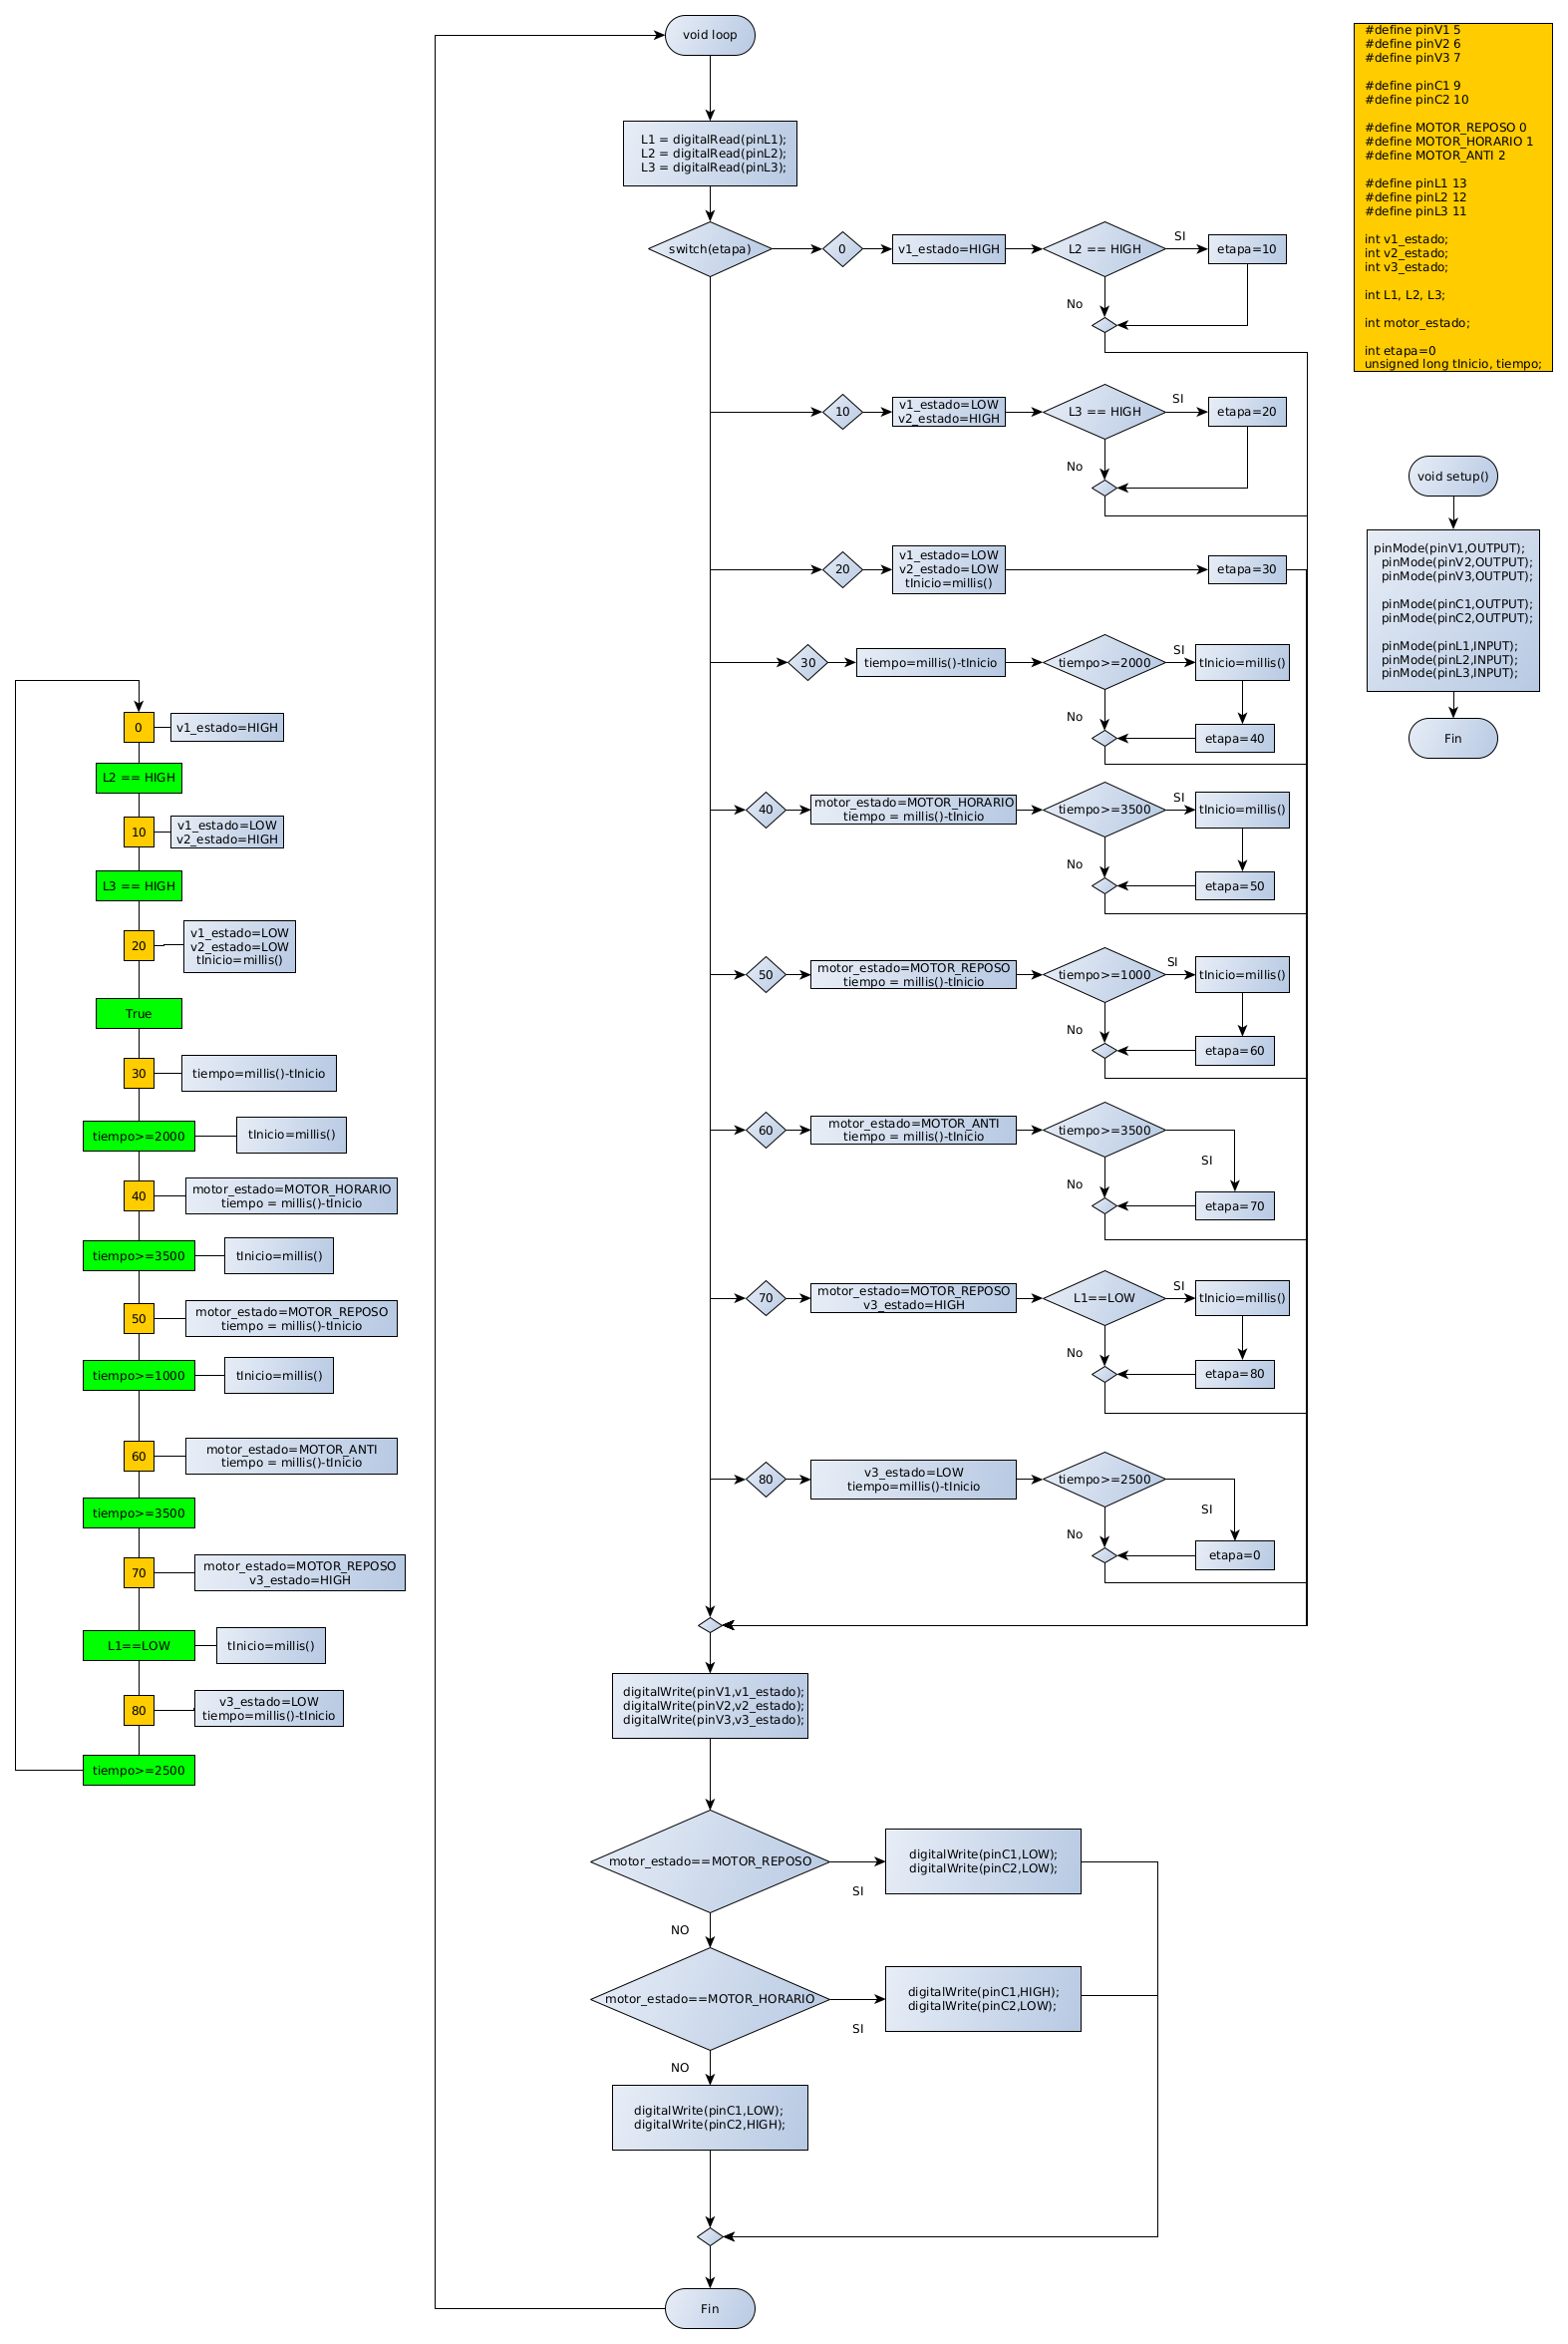 void loop
L1 = digitalRead(pinL1);
L2 = digitalRead(pinL2);
L3 = digitalRead(pinL3);
switch(etapa)
0
v1_estado=HIGH
L2 == HIGH
SI
etapa=10
No
10
v1_estado=LOW
v2_estado=HIGH
L3 == HIGH
SI
etapa=20
No
20
v1_estado=LOW
v2_estado=LOW
tInicio=millis()
etapa=30
30
tiempo=millis()-tInicio
tiempo>=2000
SI
tInicio=millis()
No
etapa=40
40
motor_estado=MOTOR_HORARIO
tiempo = millis()-tInicio
tiempo>=3500
SI
tInicio=millis()
No
etapa=50
50
motor_estado=MOTOR_REPOSO
tiempo = millis()-tInicio
tiempo>=1000
SI
tInicio=millis()
No
etapa=60
60
motor_estado=MOTOR_ANTI
tiempo = millis()-tInicio
tiempo>=3500
SI
No
etapa=70
70
motor_estado=MOTOR_REPOSO
v3_estado=HIGH
L1==LOW
SI
tInicio=millis()
No
etapa=80
80
v3_estado=LOW
tiempo=millis()-tInicio
tiempo>=2500
SI
No
etapa=0
digitalWrite(pinV1,v1_estado);
digitalWrite(pinV2,v2_estado);
digitalWrite(pinV3,v3_estado);
motor_estado==MOTOR_REPOSO
SI
digitalWrite(pinC1,LOW);
digitalWrite(pinC2,LOW);
NO
motor_estado==MOTOR_HORARIO
SI
digitalWrite(pinC1,HIGH);
digitalWrite(pinC2,LOW);
NO
digitalWrite(pinC1,LOW);
digitalWrite(pinC2,HIGH);
Fin
#define pinV1 5
#define pinV2 6
#define pinV3 7
#define pinC1 9
#define pinC2 10
#define MOTOR_REPOSO 0
#define MOTOR_HORARIO 1
#define MOTOR_ANTI 2
#define pinL1 13
#define pinL2 12
#define pinL3 11
int v1_estado;
int v2_estado;
int v3_estado;
int L1, L2, L3;
int motor_estado;
int etapa=0
unsigned long tInicio, tiempo;
void setup()
pinMode(pinV1,OUTPUT);
pinMode(pinV2,OUTPUT);
pinMode(pinV3,OUTPUT);
pinMode(pinC1,OUTPUT);
pinMode(pinC2,OUTPUT);
pinMode(pinL1,INPUT);
pinMode(pinL2,INPUT);
pinMode(pinL3,INPUT);
Fin
0
v1_estado=HIGH
L2 == HIGH
10
v1_estado=LOW
v2_estado=HIGH
L3 == HIGH
20
v1_estado=LOW
v2_estado=LOW
tInicio=millis()
True
30
tiempo=millis()-tInicio
tiempo>=2000
tInicio=millis()
40
motor_estado=MOTOR_HORARIO
tiempo = millis()-tInicio
tiempo>=3500
tInicio=millis()
50
motor_estado=MOTOR_REPOSO
tiempo = millis()-tInicio
tiempo>=1000
tInicio=millis()
60
motor_estado=MOTOR_ANTI
tiempo = millis()-tInicio
tiempo>=3500
70
motor_estado=MOTOR_REPOSO
v3_estado=HIGH
L1==LOW
tInicio=millis()
80
v3_estado=LOW
tiempo=millis()-tInicio
tiempo>=2500